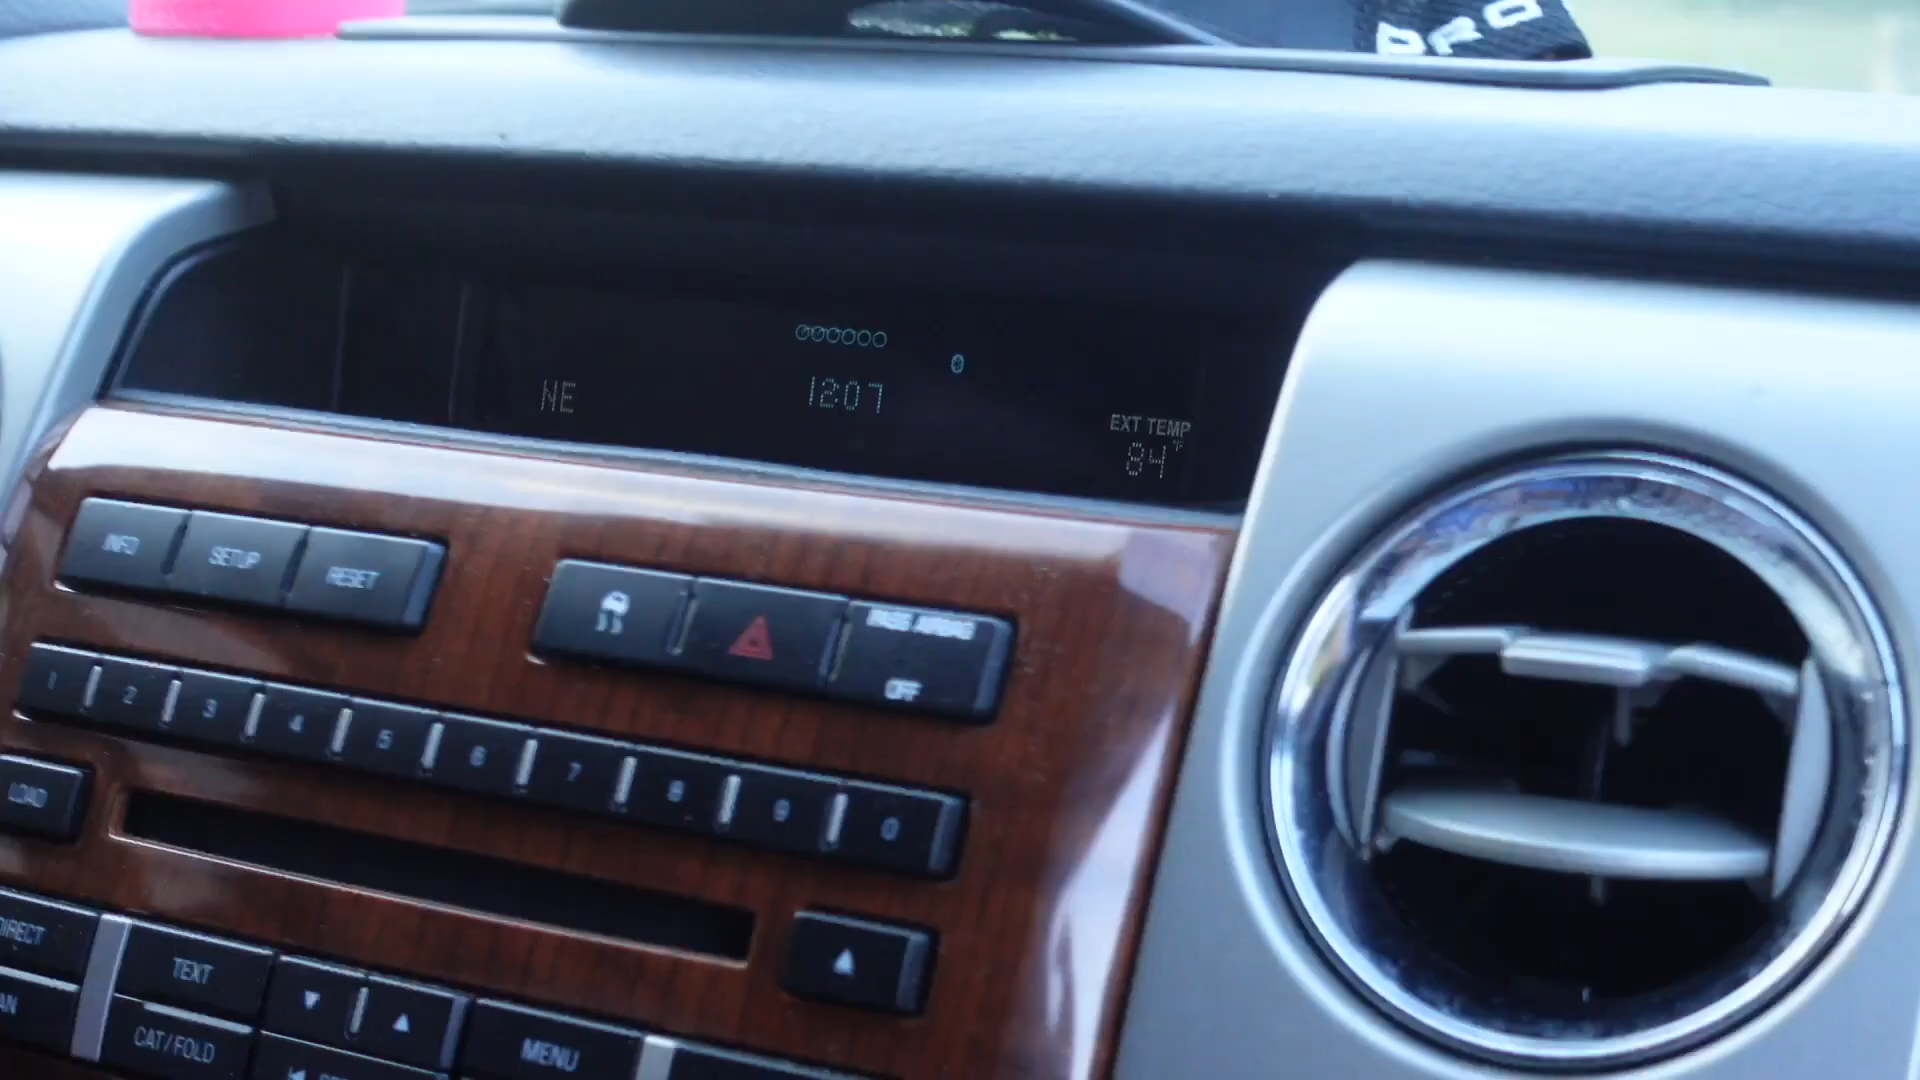 NE
12:07
EXT TEMP
84°F
INFO
SETUP
RESET
PASS AIRBAG
OFF
1
2
3
4
5
6
7
8
9
0
LOAD
DIRECT
TEXT
CAT/FOLD
MENU